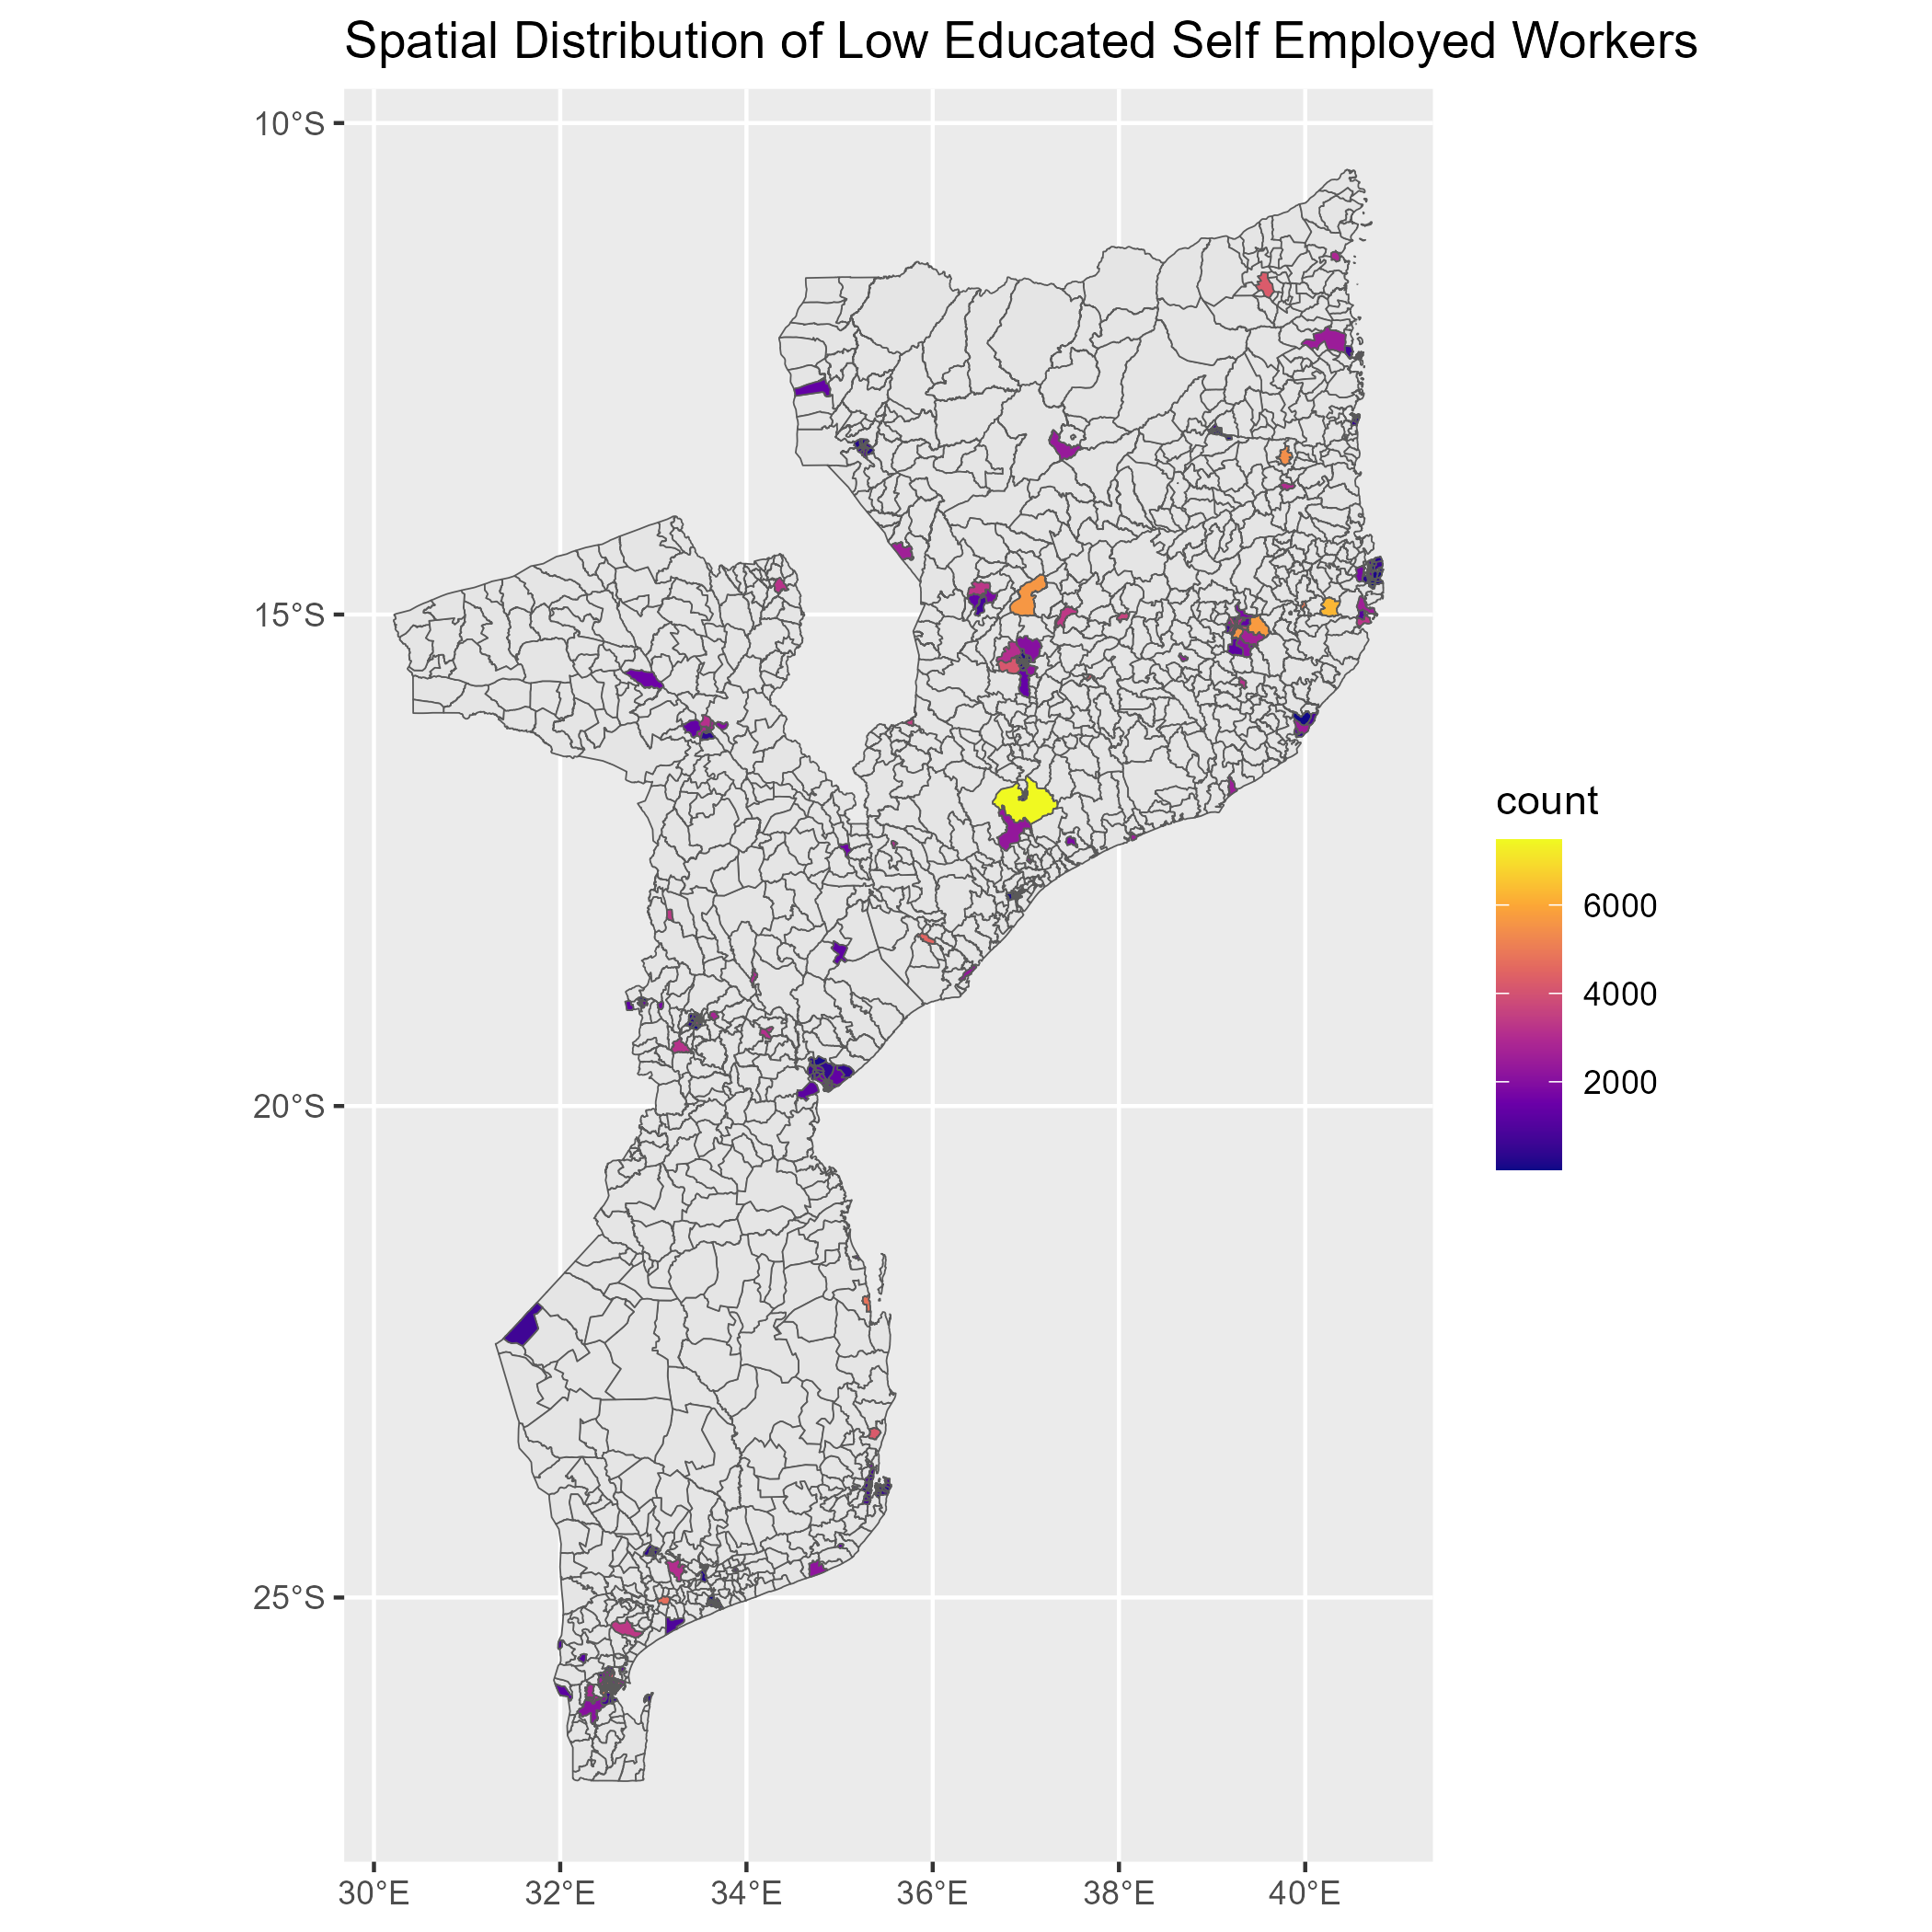 Spatial Distribution of Low Educated Self Employed Workers
10°S
15°S
20°S
25°S
30°E 32°E 34°E 36°E 38°E 40°E
count
6000
4000
2000